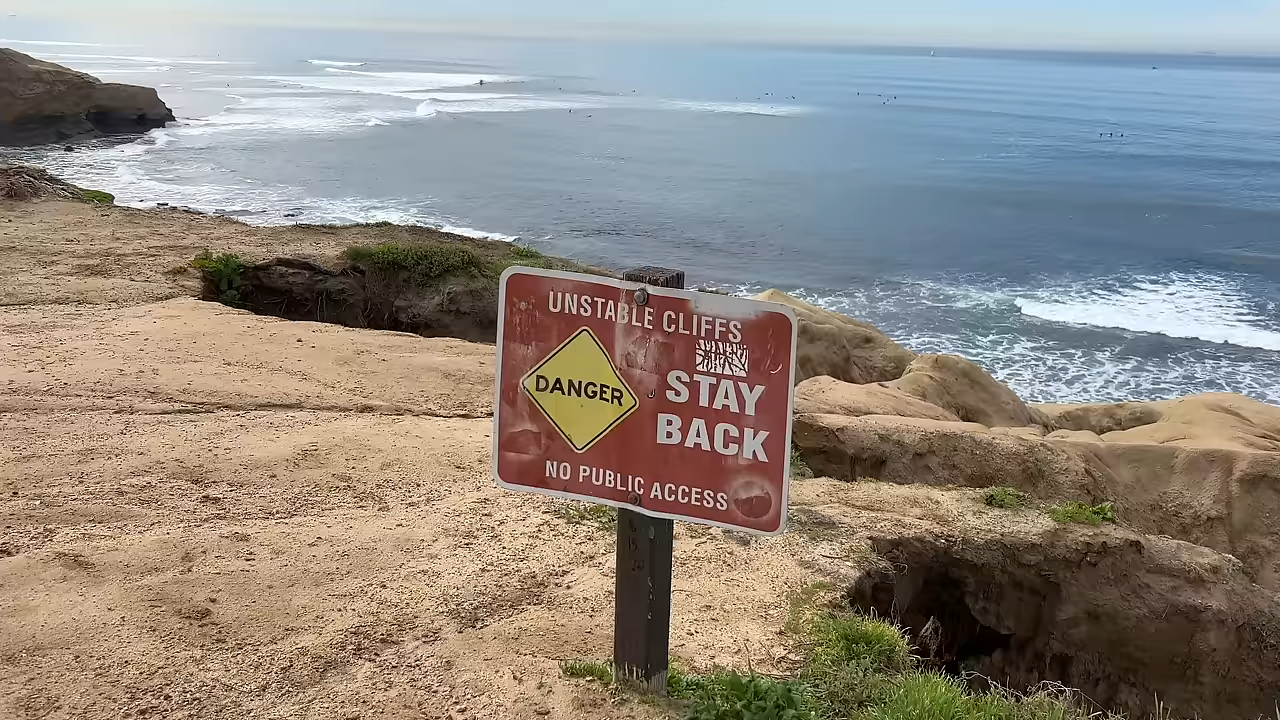 UNSTABLE CLIFFS
DANGER
STAY
BACK
NO PUBLIC ACCESS